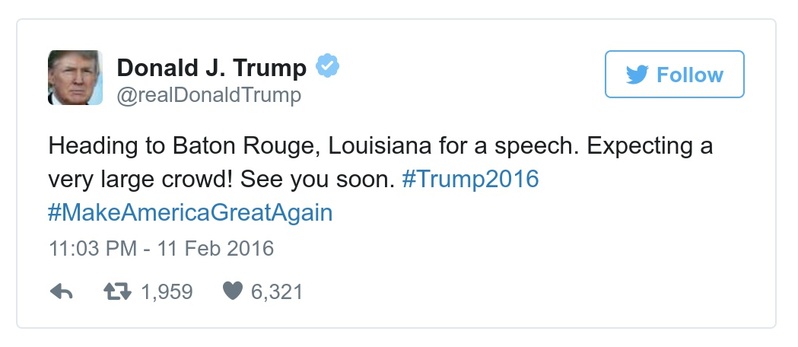 Donald J. Trump
@realDonaldTrump
Follow
Heading to Baton Rouge, Louisiana for a speech. Expecting a
very large crowd! See you soon. #Trump2016
#MakeAmericaGreatAgain
11:03 PM - 11 Feb 2016
1,959 6,321